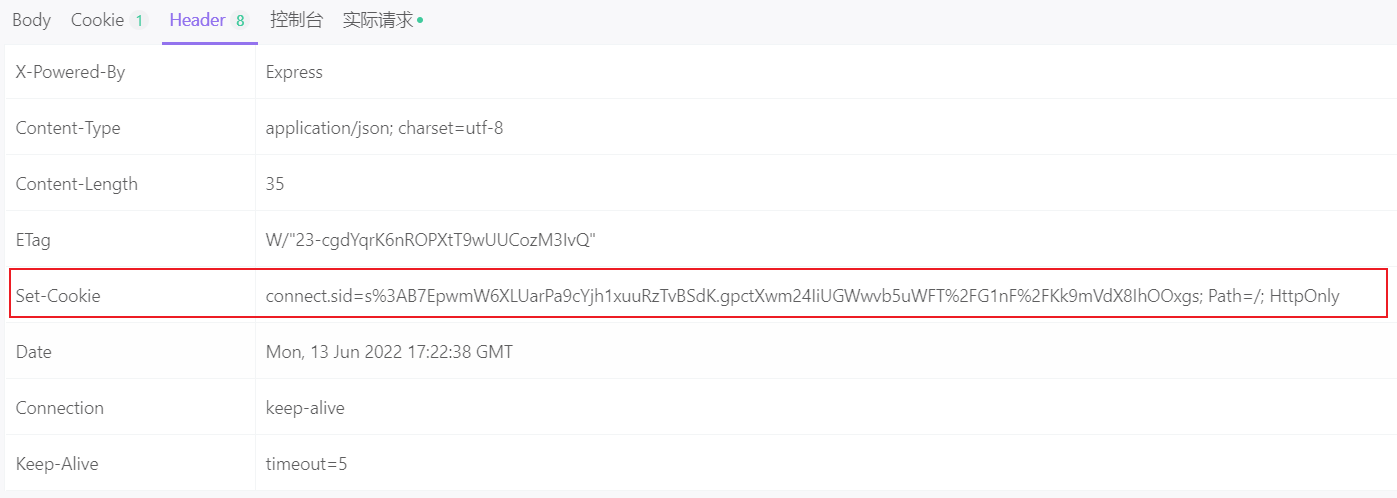 Body Cookie 1 Header 8 控制台 实际请求
X-Powered-By Express
Content-Type application/json; charset=utf-8
Content-Length 35
ETag W/"23-cgdYqrK6nROPXtT9wUUCozM3IvQ"
Set-Cookie connect.sid=s%3AB7EpwmW6XLUarPa9cYjh1xuuRzTvBSdK.gpctXwm24IiUGWwvb5uWFT%2FG1nF%2FKk9mVdX8IhOOxgs; Path=/; HttpOnly
Date Mon, 13 Jun 2022 17:22:38 GMT
Connection keep-alive
Keep-Alive timeout=5